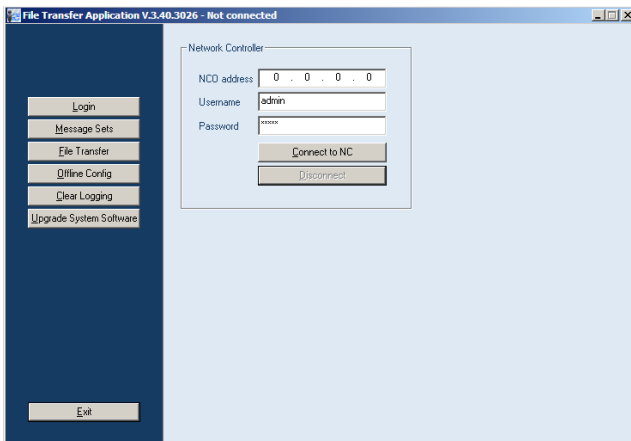 File Transfer Application V.3.40.3026 - Not connected
Network Controller
NCO address 0 . 0 . 0 . 0
Username admin
Password *****
Connect to NC
Disconnect
Login
Message Sets
File Transfer
Offline Config
Clear Logging
Upgrade System Software
Exit